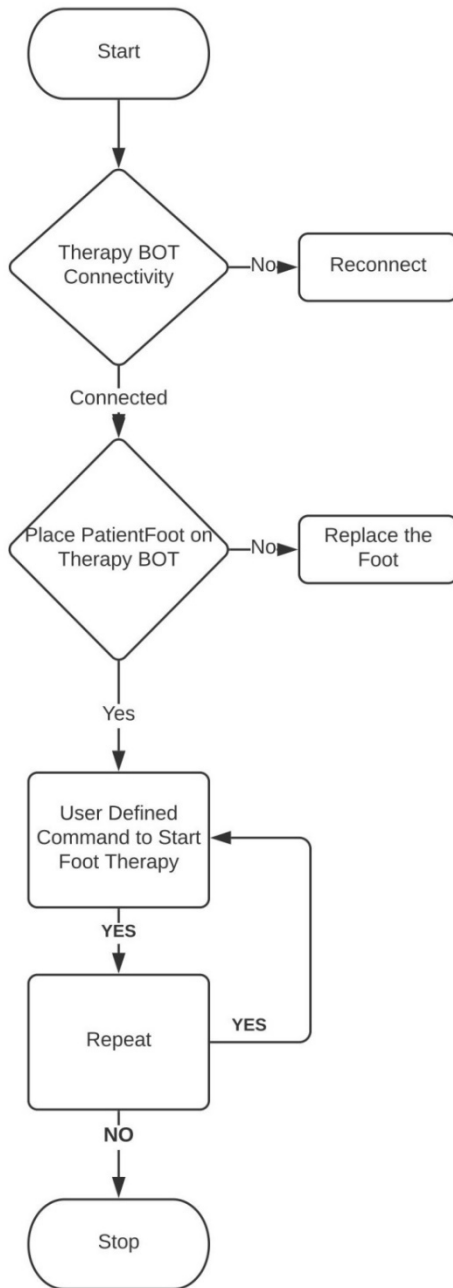 Start
Therapy BOT
Connectivity
No
Reconnect
Connected
Place PatientFoot on
Therapy BOT
No
Replace the
Foot
Yes
User Defined
Command to Start
Foot Therapy
YES
Repeat
YES
NO
Stop